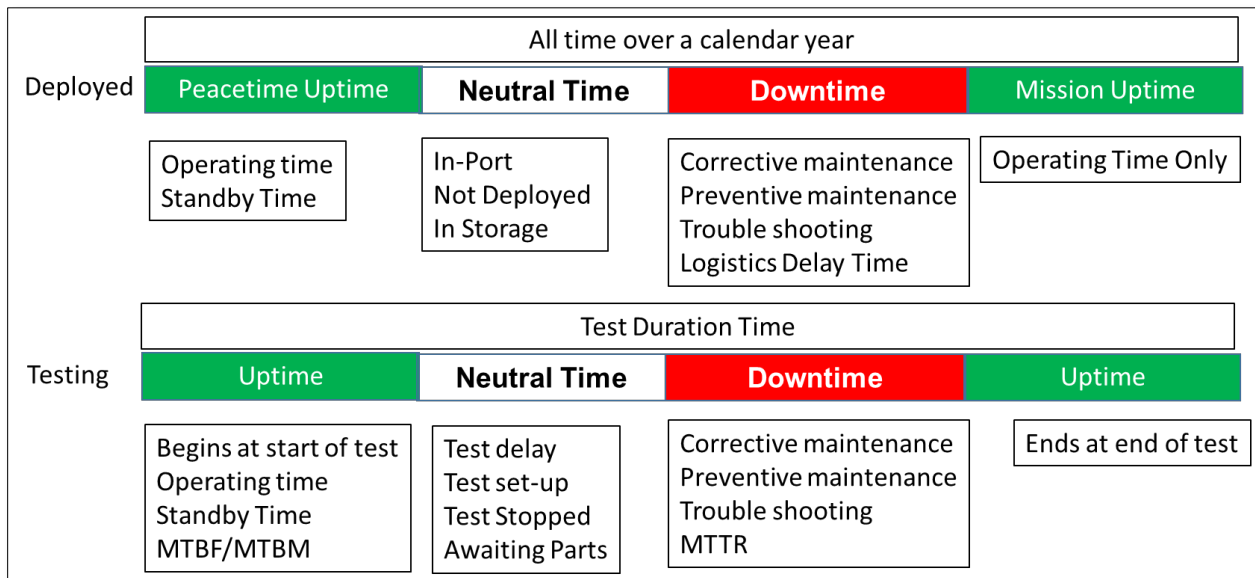 All time over a calendar year
Deployed
Peacetime Uptime
Neutral Time
Downtime
Mission Uptime
Operating time
Standby Time
In-Port
Not Deployed
In Storage
Corrective maintenance
Preventive maintenance
Trouble shooting
Logistics Delay Time
Operating Time Only
Test Duration Time
Testing
Uptime
Neutral Time
Downtime
Uptime
Begins at start of test
Operating time
Standby Time
MTBF/MTBM
Test delay
Test set-up
Test Stopped
Awaiting Parts
Corrective maintenance
Preventive maintenance
Trouble shooting
MTTR
Ends at end of test